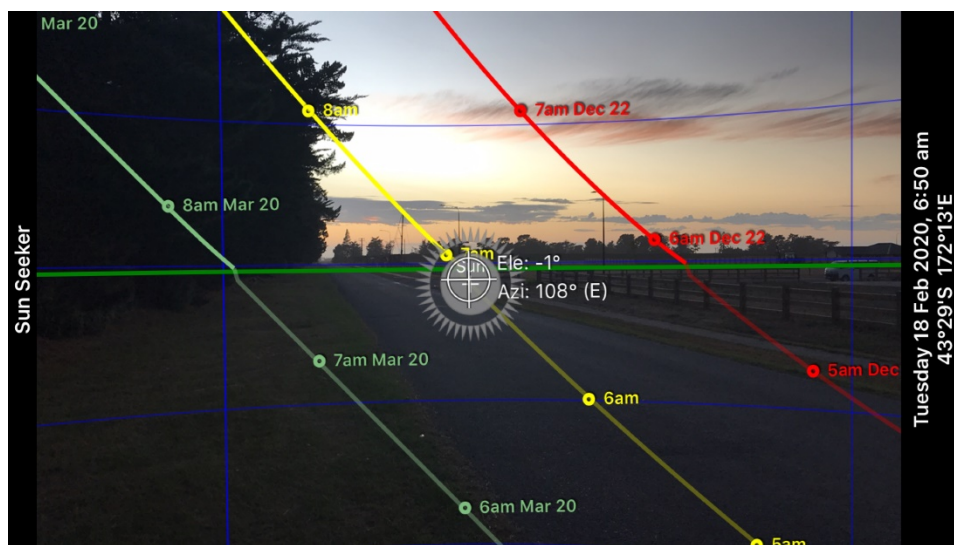 Mar 20
8am
7am Dec 22
8am Mar 20
6am Dec 22
7am
Sun
Ele: -1°
Azi: 108° (E)
7am Mar 20
5am Dec
6am
6am Mar 20
5am
Sun Seeker
Tuesday 18 Feb 2020, 6:50 am
43°29'S 172°13'E